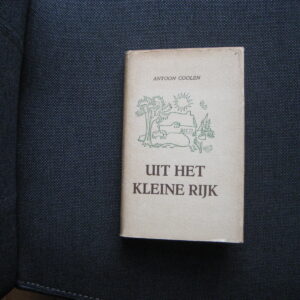 ANTOON COOLEN
UIT HET
KLEINE RIJK